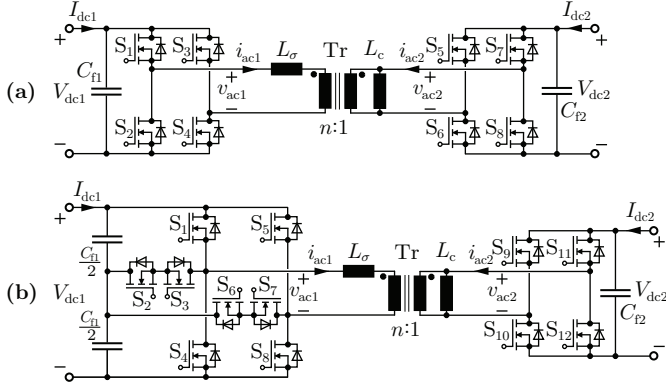 I_dc1 I_dc2
+ S_1 S_3 i_ac1 L_σ Tr L_c i_ac2 S_5 S_7 +
C_f1
(a) V_dc1 + v_ac1 − + v_ac2 − V_dc2
C_f2
S_2 S_4 n:1 S_6 S_8
− −
I_dc1
+ S_1 S_5 I_dc2
C_f1/2 i_ac1 L_σ Tr L_c i_ac2 S_9 S_11 +
S_6 S_7
(b) V_dc1 S_2 S_3 + v_ac1 − + v_ac2 − V_dc2
C_f2
C_f1/2 n:1 S_10 S_12
S_4 S_8 −
−